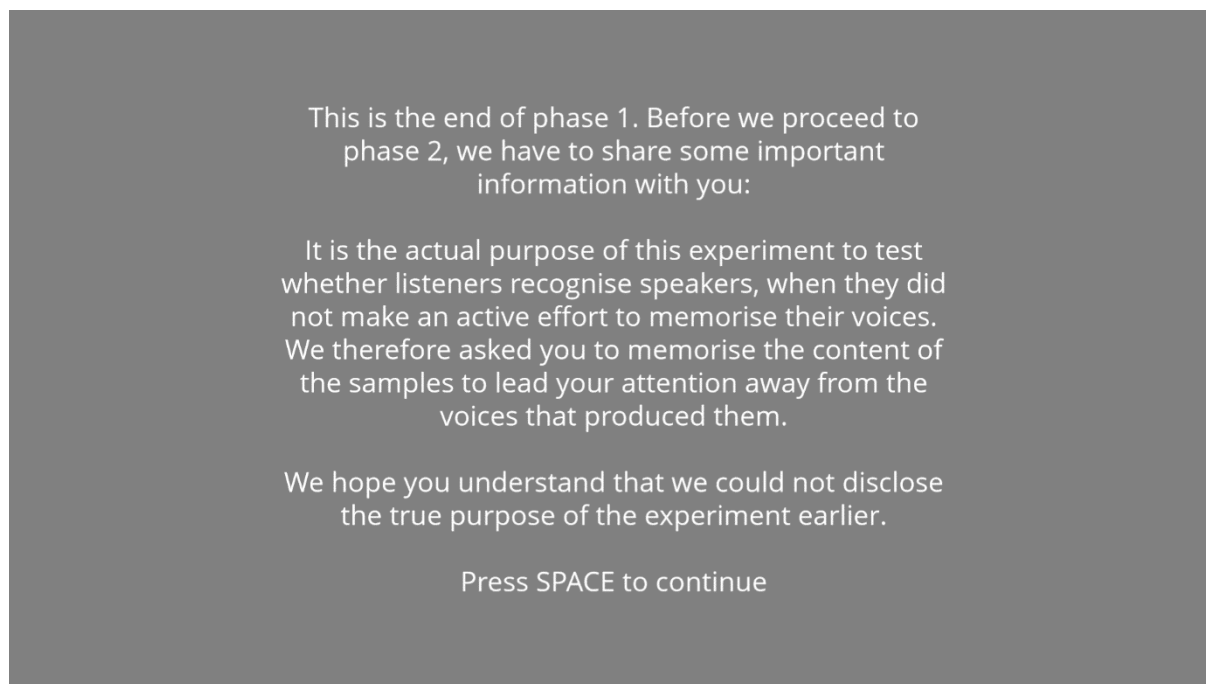 This is the end of phase 1. Before we proceed to
phase 2, we have to share some important
information with you:
It is the actual purpose of this experiment to test
whether listeners recognise speakers, when they did
not make an active effort to memorise their voices.
We therefore asked you to memorise the content of
the samples to lead your attention away from the
voices that produced them.
We hope you understand that we could not disclose
the true purpose of the experiment earlier.
Press SPACE to continue